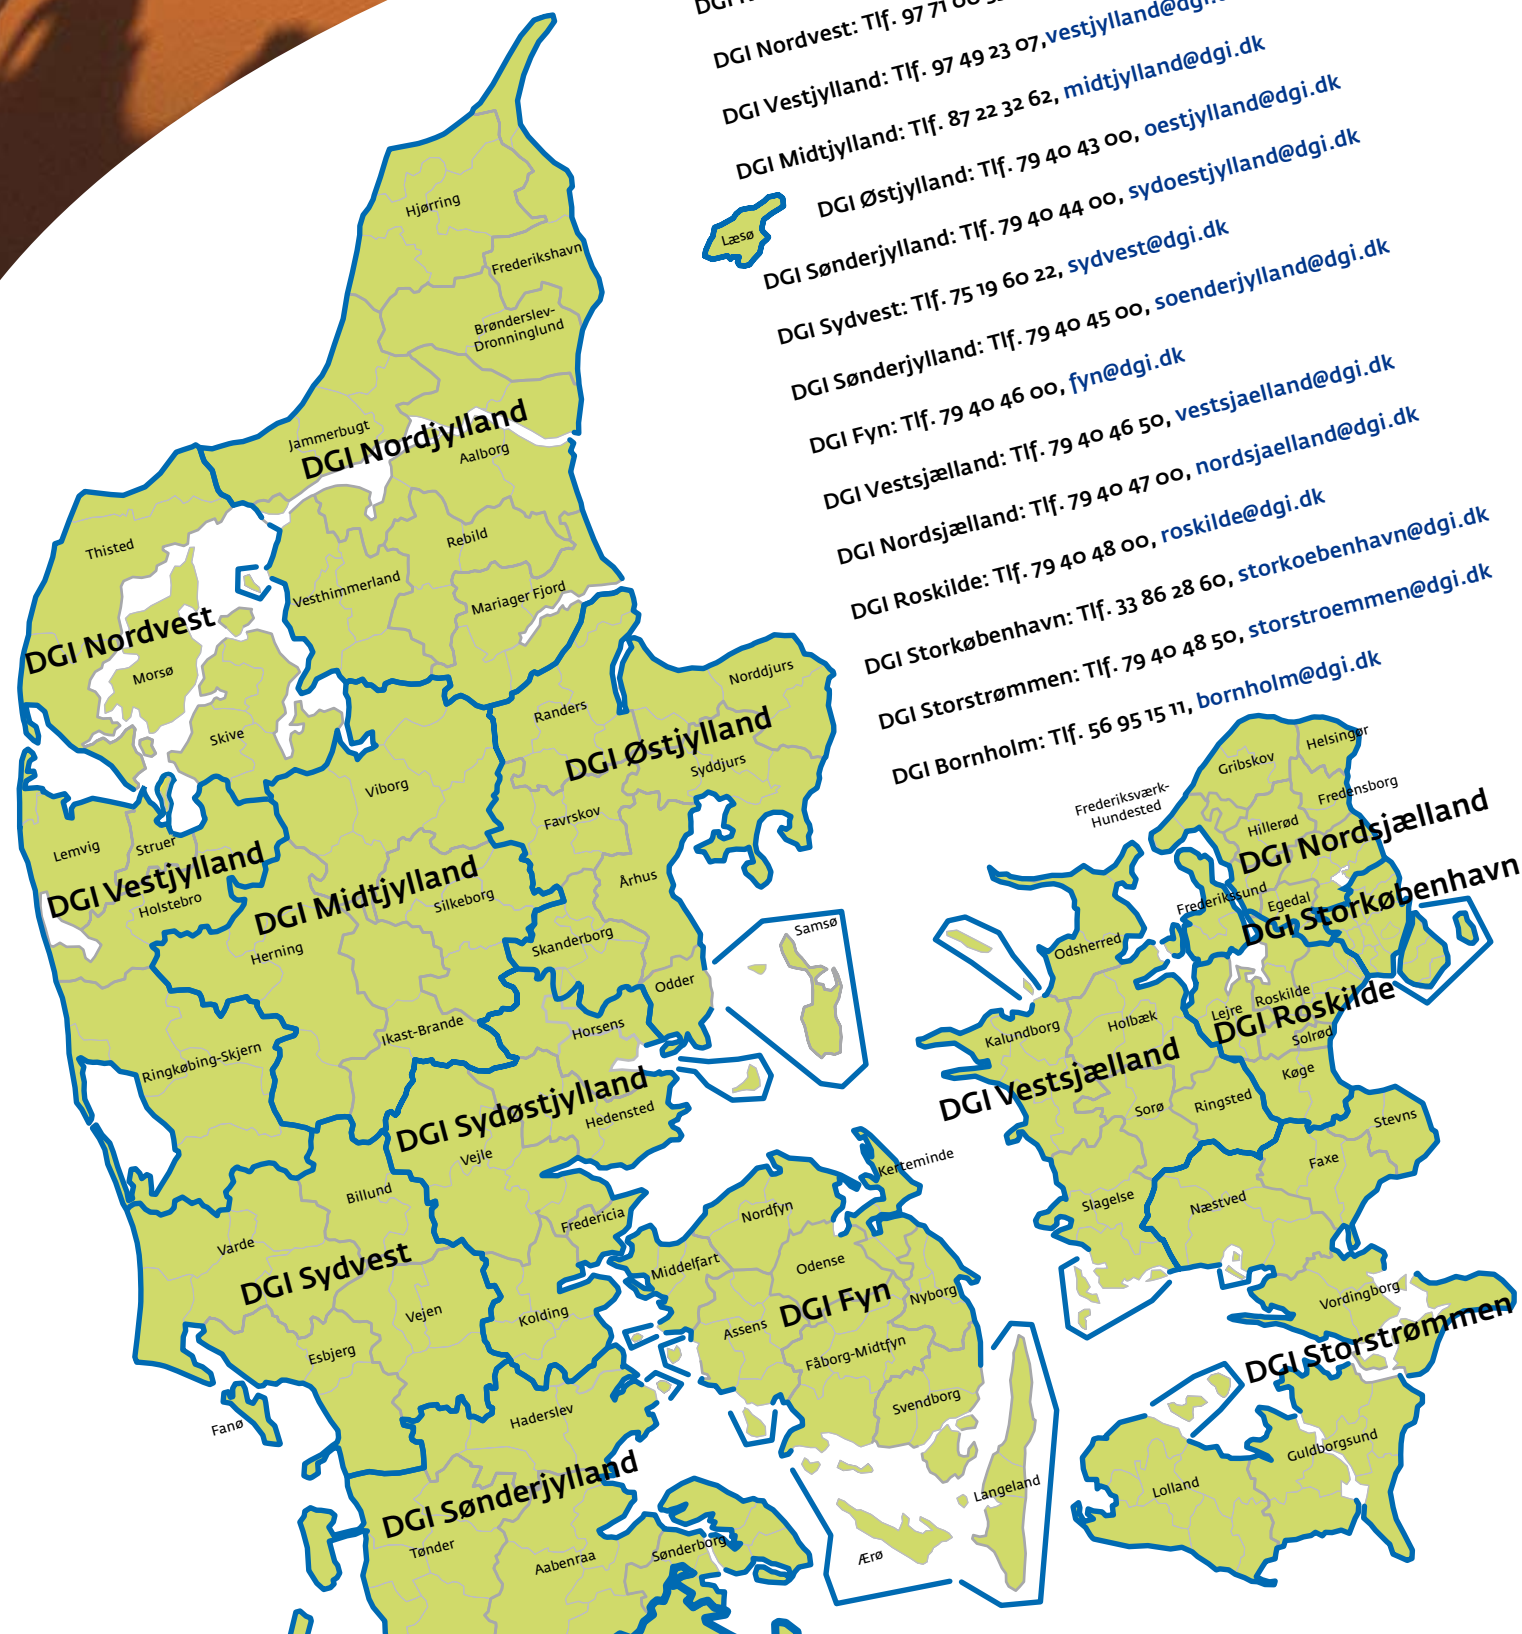 DGI Nordvest: Tlf. 97 71 00
DGI Vestjylland: Tlf. 97 49 23 07, vestjylland@dgi.
DGI Midtjylland: Tlf. 87 22 32 62, midtjylland@dgi.dk
DGI Østjylland: Tlf. 79 40 43 00, oestjylland@dgi.dk
DGI Sønderjylland: Tlf. 79 40 44 00, sydoestjylland@dgi.dk
DGI Sydvest: Tlf. 75 19 60 22, sydvest@dgi.dk
DGI Sønderjylland: Tlf. 79 40 45 00, soenderjylland@dgi.dk
DGI Fyn: Tlf. 79 40 46 00, fyn@dgi.dk
DGI Vestsjælland: Tlf. 79 40 46 50, vestsjaelland@dgi.dk
DGI Nordsjælland: Tlf. 79 40 47 00, nordsjaelland@dgi.dk
DGI Roskilde: Tlf. 79 40 48 00, roskilde@dgi.dk
DGI Storkøbenhavn: Tlf. 33 86 28 60, storkoebenhavn@dgi.dk
DGI Storstrømmen: Tlf. 79 40 48 50, storstroemmen@dgi.dk
DGI Bornholm: Tlf. 56 95 15 11, bornholm@dgi.dk
Hjørring
Læsø
Frederikshavn
Brønderslev-
Dronninglund
Jammerbugt
DGI Nordjylland
Aalborg
Thisted
Rebild
Vesthimmerland
Mariager Fjord
DGI Nordvest
Morsø
Skive
Norddjurs
Randers
DGI Østjylland
Syddjurs
Viborg
Favrskov
Lemvig
Struer
DGI Vestjylland
Holstebro
DGI Midtjylland
Silkeborg
Århus
Herning
Skanderborg
Samsø
Odder
Ikast-Brande
Horsens
Ringkøbing-Skjern
DGI Sydøstjylland
Hedensted
Vejle
Billund
Fredericia
Varde
DGI Sydvest
Vejen
Kolding
Esbjerg
Fanø
Haderslev
DGI Sønderjylland
Tønder
Aabenraa
Sønderborg
Kerteminde
Nordfyn
Middelfart
Odense
DGI Fyn
Nyborg
Assens
Fåborg-Midtfyn
Svendborg
Langeland
Ærø
Helsingør
Gribskov
Frederiksværk-
Hundested
Fredensborg
Hillerød
DGI Nordsjælland
Frederikssund
Egedal
DGI Storkøbenhavn
Odsherred
Roskilde
Lejre
DGI Roskilde
Solrød
Holbæk
Kalundborg
DGI Vestsjælland
Køge
Sorø
Ringsted
Stevns
Faxe
Slagelse
Næstved
Vordingborg
DGI Storstrømmen
Guldborgsund
Lolland